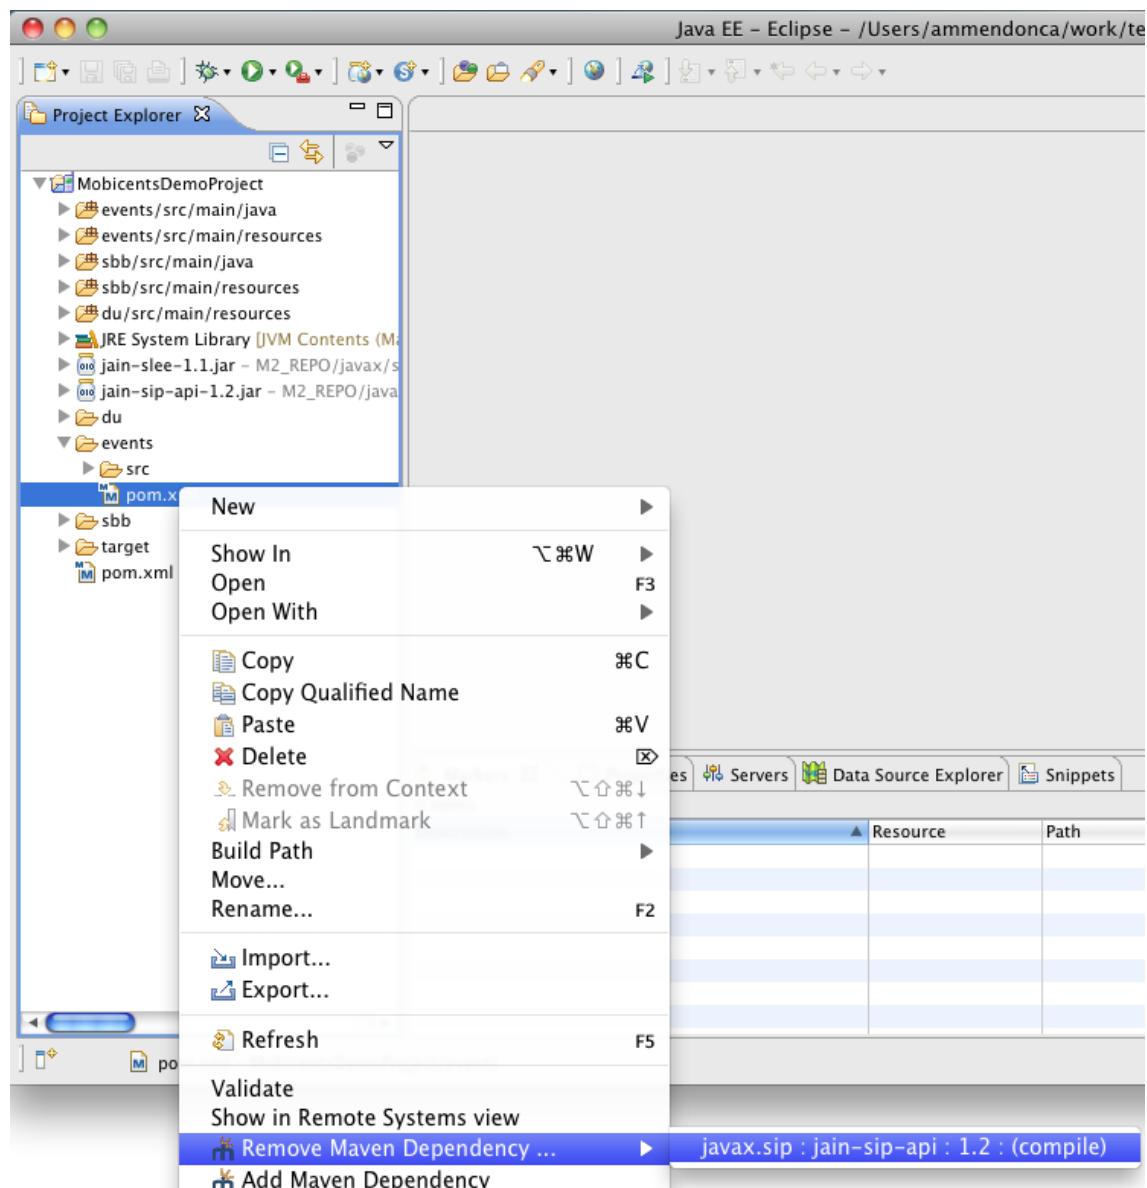 Java EE – Eclipse – /Users/ammendonca/work/te
Project Explorer
MobicentsDemoProject
events/src/main/java
events/src/main/resources
sbb/src/main/java
sbb/src/main/resources
du/src/main/resources
JRE System Library [JVM Contents (Ma
jain-slee-1.1.jar – M2_REPO/javax/s
jain-sip-api-1.2.jar – M2_REPO/java
du
events
src
pom.x
sbb
target
pom.xml
New
Show In ⌥⌘W
Open F3
Open With
Copy ⌘C
Copy Qualified Name
Paste ⌘V
Delete ⌦
Remove from Context ⌥⇧⌘↓
Mark as Landmark ⌥⇧⌘↑
Build Path
Move...
Rename... F2
Import...
Export...
Refresh F5
Validate
Show in Remote Systems view
Remove Maven Dependency ...
javax.sip : jain-sip-api : 1.2 : (compile)
Add Maven Dependency
es Servers Data Source Explorer Snippets
Resource Path
po